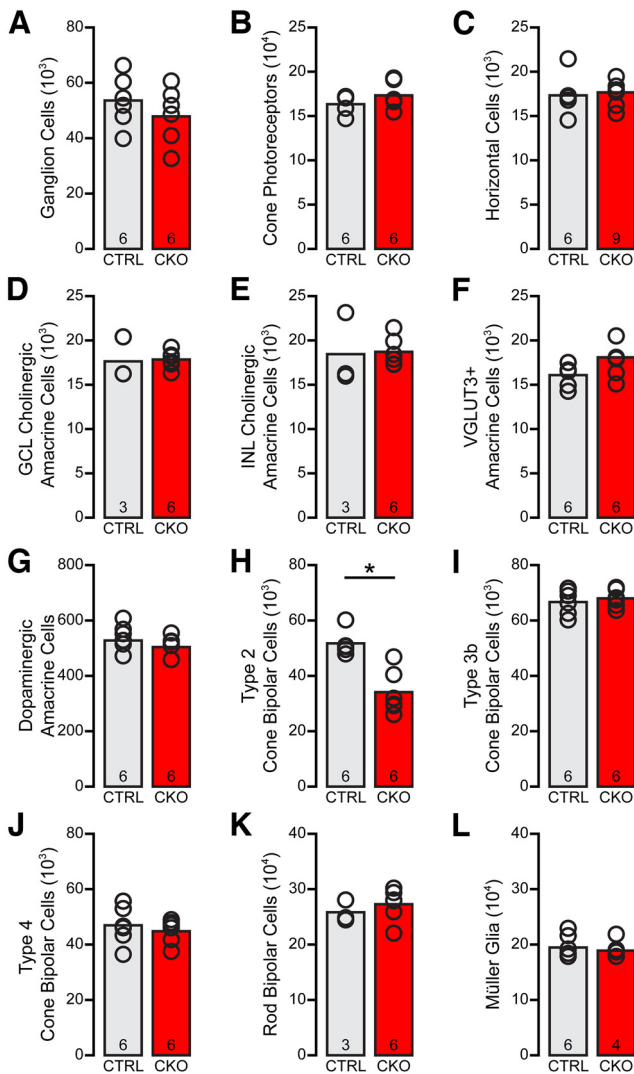 A
Ganglion Cells (10³)
80
60
40
20
0
6
6
CTRL
CKO
B
Cone Photoreceptors (10⁴)
25
20
15
10
5
0
6
6
CTRL
CKO
C
Horizontal Cells (10³)
25
20
15
10
5
0
6
9
CTRL
CKO
D
GCL Cholinergic
Amacrine Cells (10³)
25
20
15
10
5
0
3
6
CTRL
CKO
E
INL Cholinergic
Amacrine Cells (10³)
25
20
15
10
5
0
3
6
CTRL
CKO
F
VGLUT3+
Amacrine Cells (10³)
25
20
15
10
5
0
6
6
CTRL
CKO
G
Dopaminergic
Amacrine Cells
800
600
400
200
0
6
6
CTRL
CKO
H
Type 2
Cone Bipolar Cells (10³)
80
60
40
20
0
*
6
6
CTRL
CKO
I
Type 3b
Cone Bipolar Cells (10³)
80
60
40
20
0
6
6
CTRL
CKO
J
Type 4
Cone Bipolar Cells (10³)
80
60
40
20
0
6
6
CTRL
CKO
K
Rod Bipolar Cells (10⁴)
40
30
20
10
0
3
6
CTRL
CKO
L
Müller Glia (10⁴)
40
30
20
10
0
6
4
CTRL
CKO